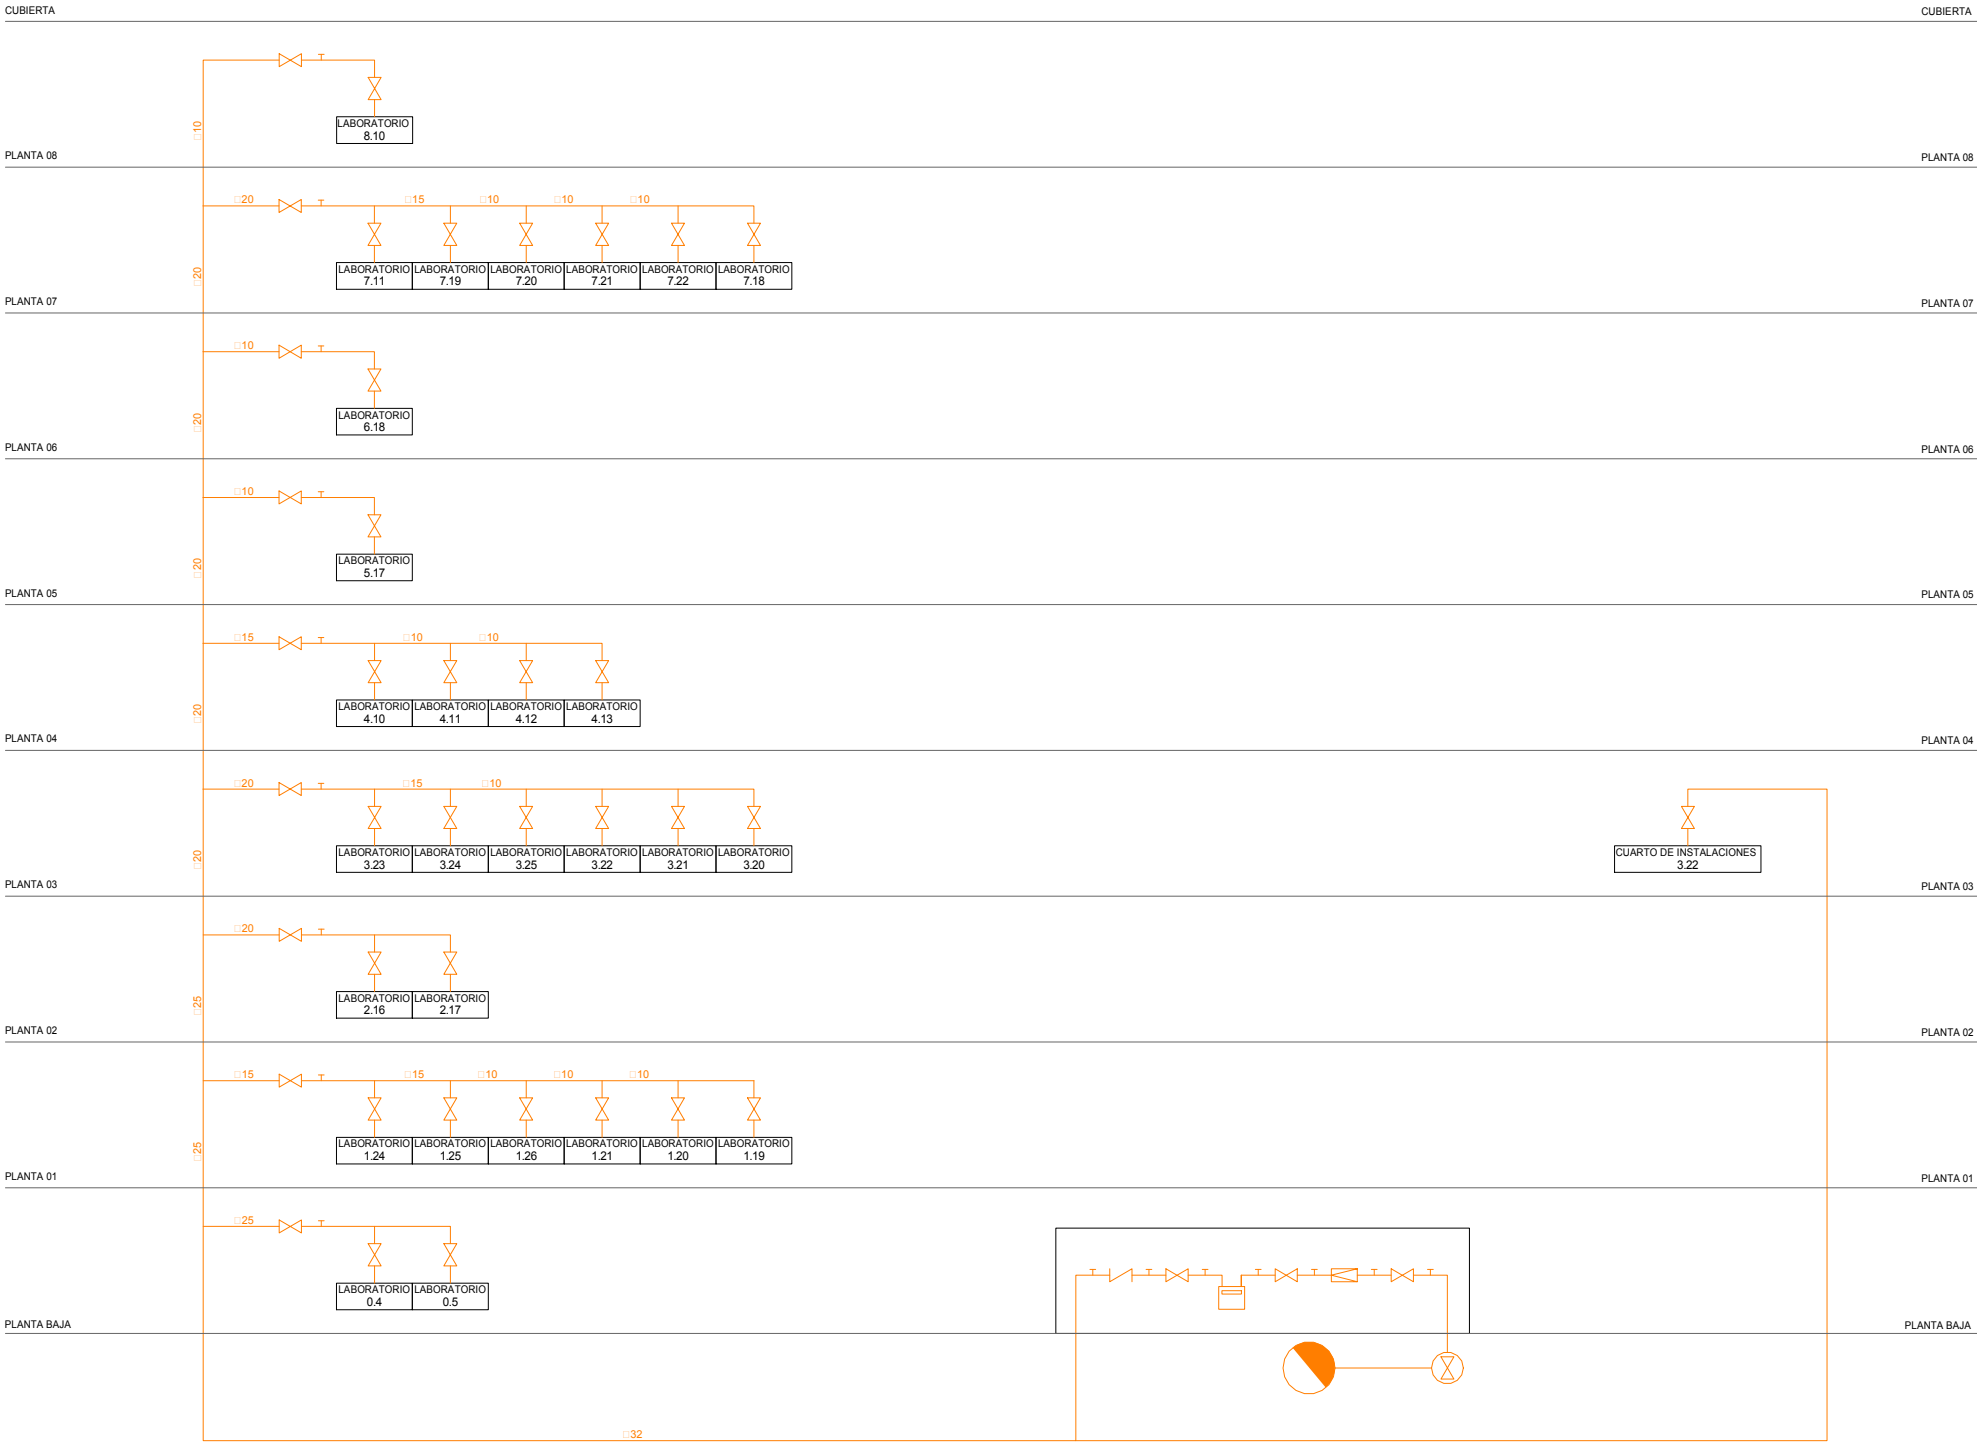 CUBIERTA
CUBIERTA
□10
LABORATORIO
8.10
PLANTA 08
PLANTA 08
□20
□15
□10
□10
□10
□20
LABORATORIO
7.11
LABORATORIO
7.19
LABORATORIO
7.20
LABORATORIO
7.21
LABORATORIO
7.22
LABORATORIO
7.18
PLANTA 07
PLANTA 07
□10
□20
LABORATORIO
6.18
PLANTA 06
PLANTA 06
□10
□20
LABORATORIO
5.17
PLANTA 05
PLANTA 05
□15
□10
□10
□20
LABORATORIO
4.10
LABORATORIO
4.11
LABORATORIO
4.12
LABORATORIO
4.13
PLANTA 04
PLANTA 04
□20
□15
□10
□20
LABORATORIO
3.23
LABORATORIO
3.24
LABORATORIO
3.25
LABORATORIO
3.22
LABORATORIO
3.21
LABORATORIO
3.20
CUARTO DE INSTALACIONES
3.22
PLANTA 03
PLANTA 03
□20
□25
LABORATORIO
2.16
LABORATORIO
2.17
PLANTA 02
PLANTA 02
□15
□15
□10
□10
□10
□25
LABORATORIO
1.24
LABORATORIO
1.25
LABORATORIO
1.26
LABORATORIO
1.21
LABORATORIO
1.20
LABORATORIO
1.19
PLANTA 01
PLANTA 01
□25
LABORATORIO
0.4
LABORATORIO
0.5
PLANTA BAJA
PLANTA BAJA
□32